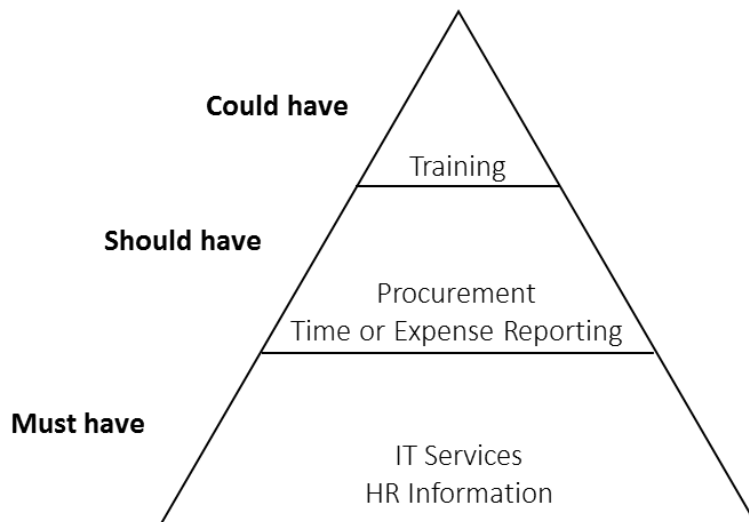 Could have
Training
Should have
Procurement
Time or Expense Reporting
Must have
IT Services
HR Information